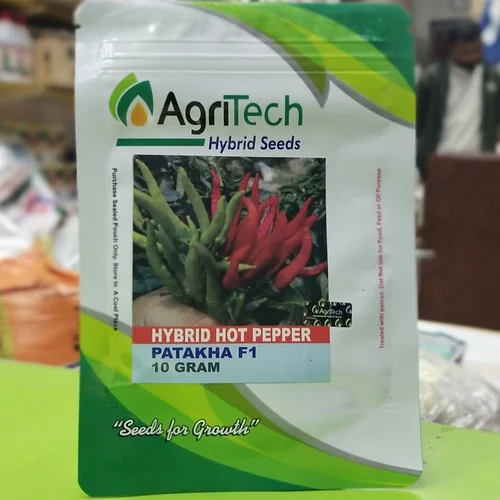 AgriTech
Hybrid Seeds
Purchase Sealed Pouch Only, Store In A Cool Place
Treated with poison. Did Not use for Food, Feed or Oil Purpose.
AgriTech
HYBRID HOT PEPPER
PATAKHA F1
10 GRAM
"Seeds for Growth"